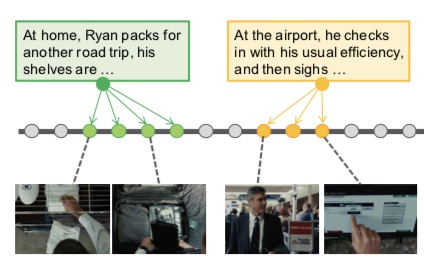 At home, Ryan packs for
another road trip, his
shelves are …
At the airport, he checks
in with his usual efficiency,
and then sighs …